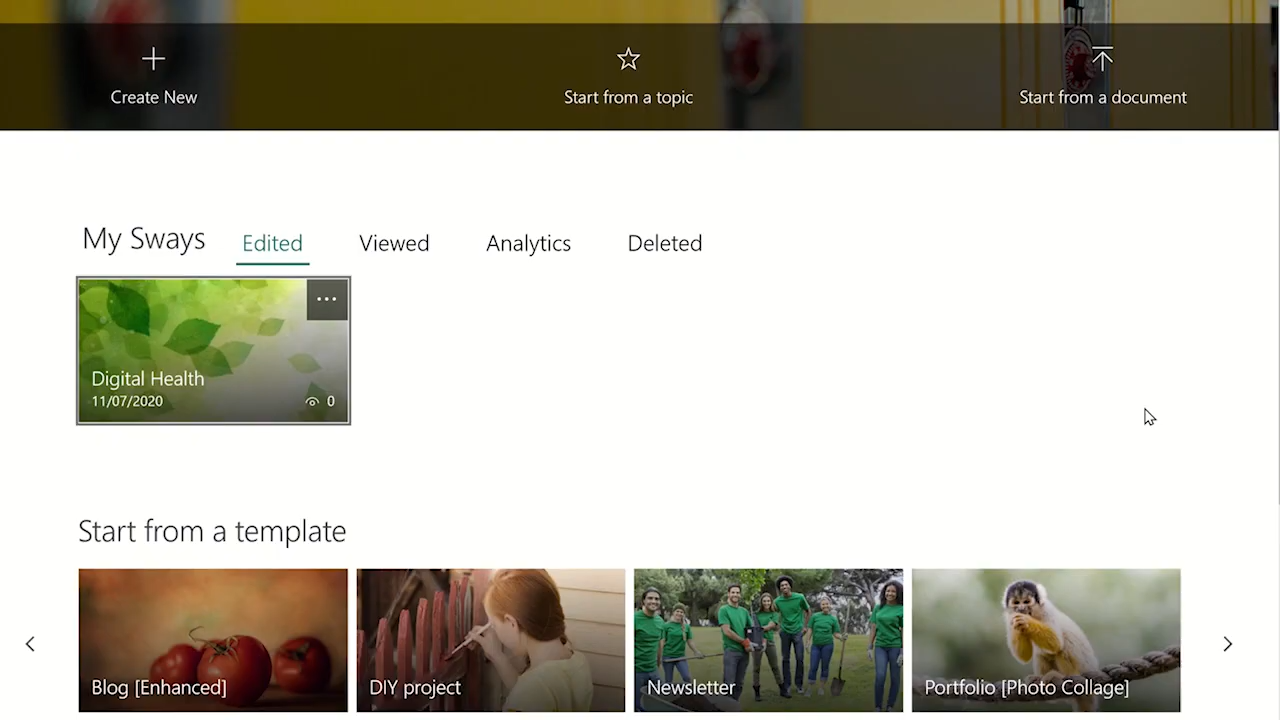 Create New
Start from a topic
Start from a document
My Sways
Edited
Viewed
Analytics
Deleted
Digital Health
11/07/2020
0
Start from a template
Blog [Enhanced]
DIY project
Newsletter
Portfolio [Photo Collage]